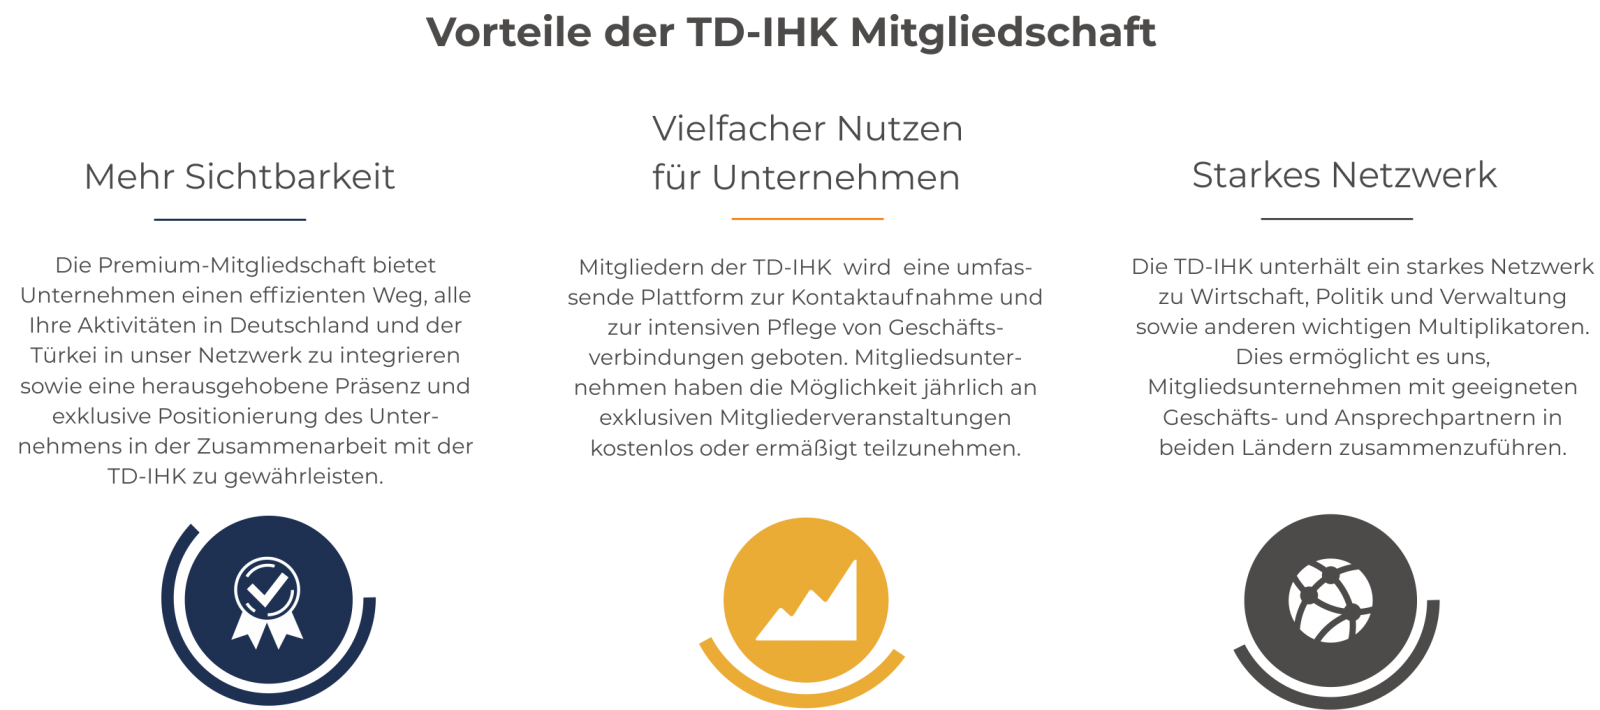 Vorteile der TD-IHK Mitgliedschaft
Mehr Sichtbarkeit
Die Premium-Mitgliedschaft bietet
Unternehmen einen effizienten Weg, alle
Ihre Aktivitäten in Deutschland und der
Türkei in unser Netzwerk zu integrieren
sowie eine herausgehobene Präsenz und
exklusive Positionierung des Unter-
nehmens in der Zusammenarbeit mit der
TD-IHK zu gewährleisten.
Vielfacher Nutzen
für Unternehmen
Mitgliedern der TD-IHK wird eine umfas-
sende Plattform zur Kontaktaufnahme und
zur intensiven Pflege von Geschäfts-
verbindungen geboten. Mitgliedsunter-
nehmen haben die Möglichkeit jährlich an
exklusiven Mitgliederveranstaltungen
kostenlos oder ermäßigt teilzunehmen.
Starkes Netzwerk
Die TD-IHK unterhält ein starkes Netzwerk
zu Wirtschaft, Politik und Verwaltung
sowie anderen wichtigen Multiplikatoren.
Dies ermöglicht es uns,
Mitgliedsunternehmen mit geeigneten
Geschäfts- und Ansprechpartnern in
beiden Ländern zusammenzuführen.